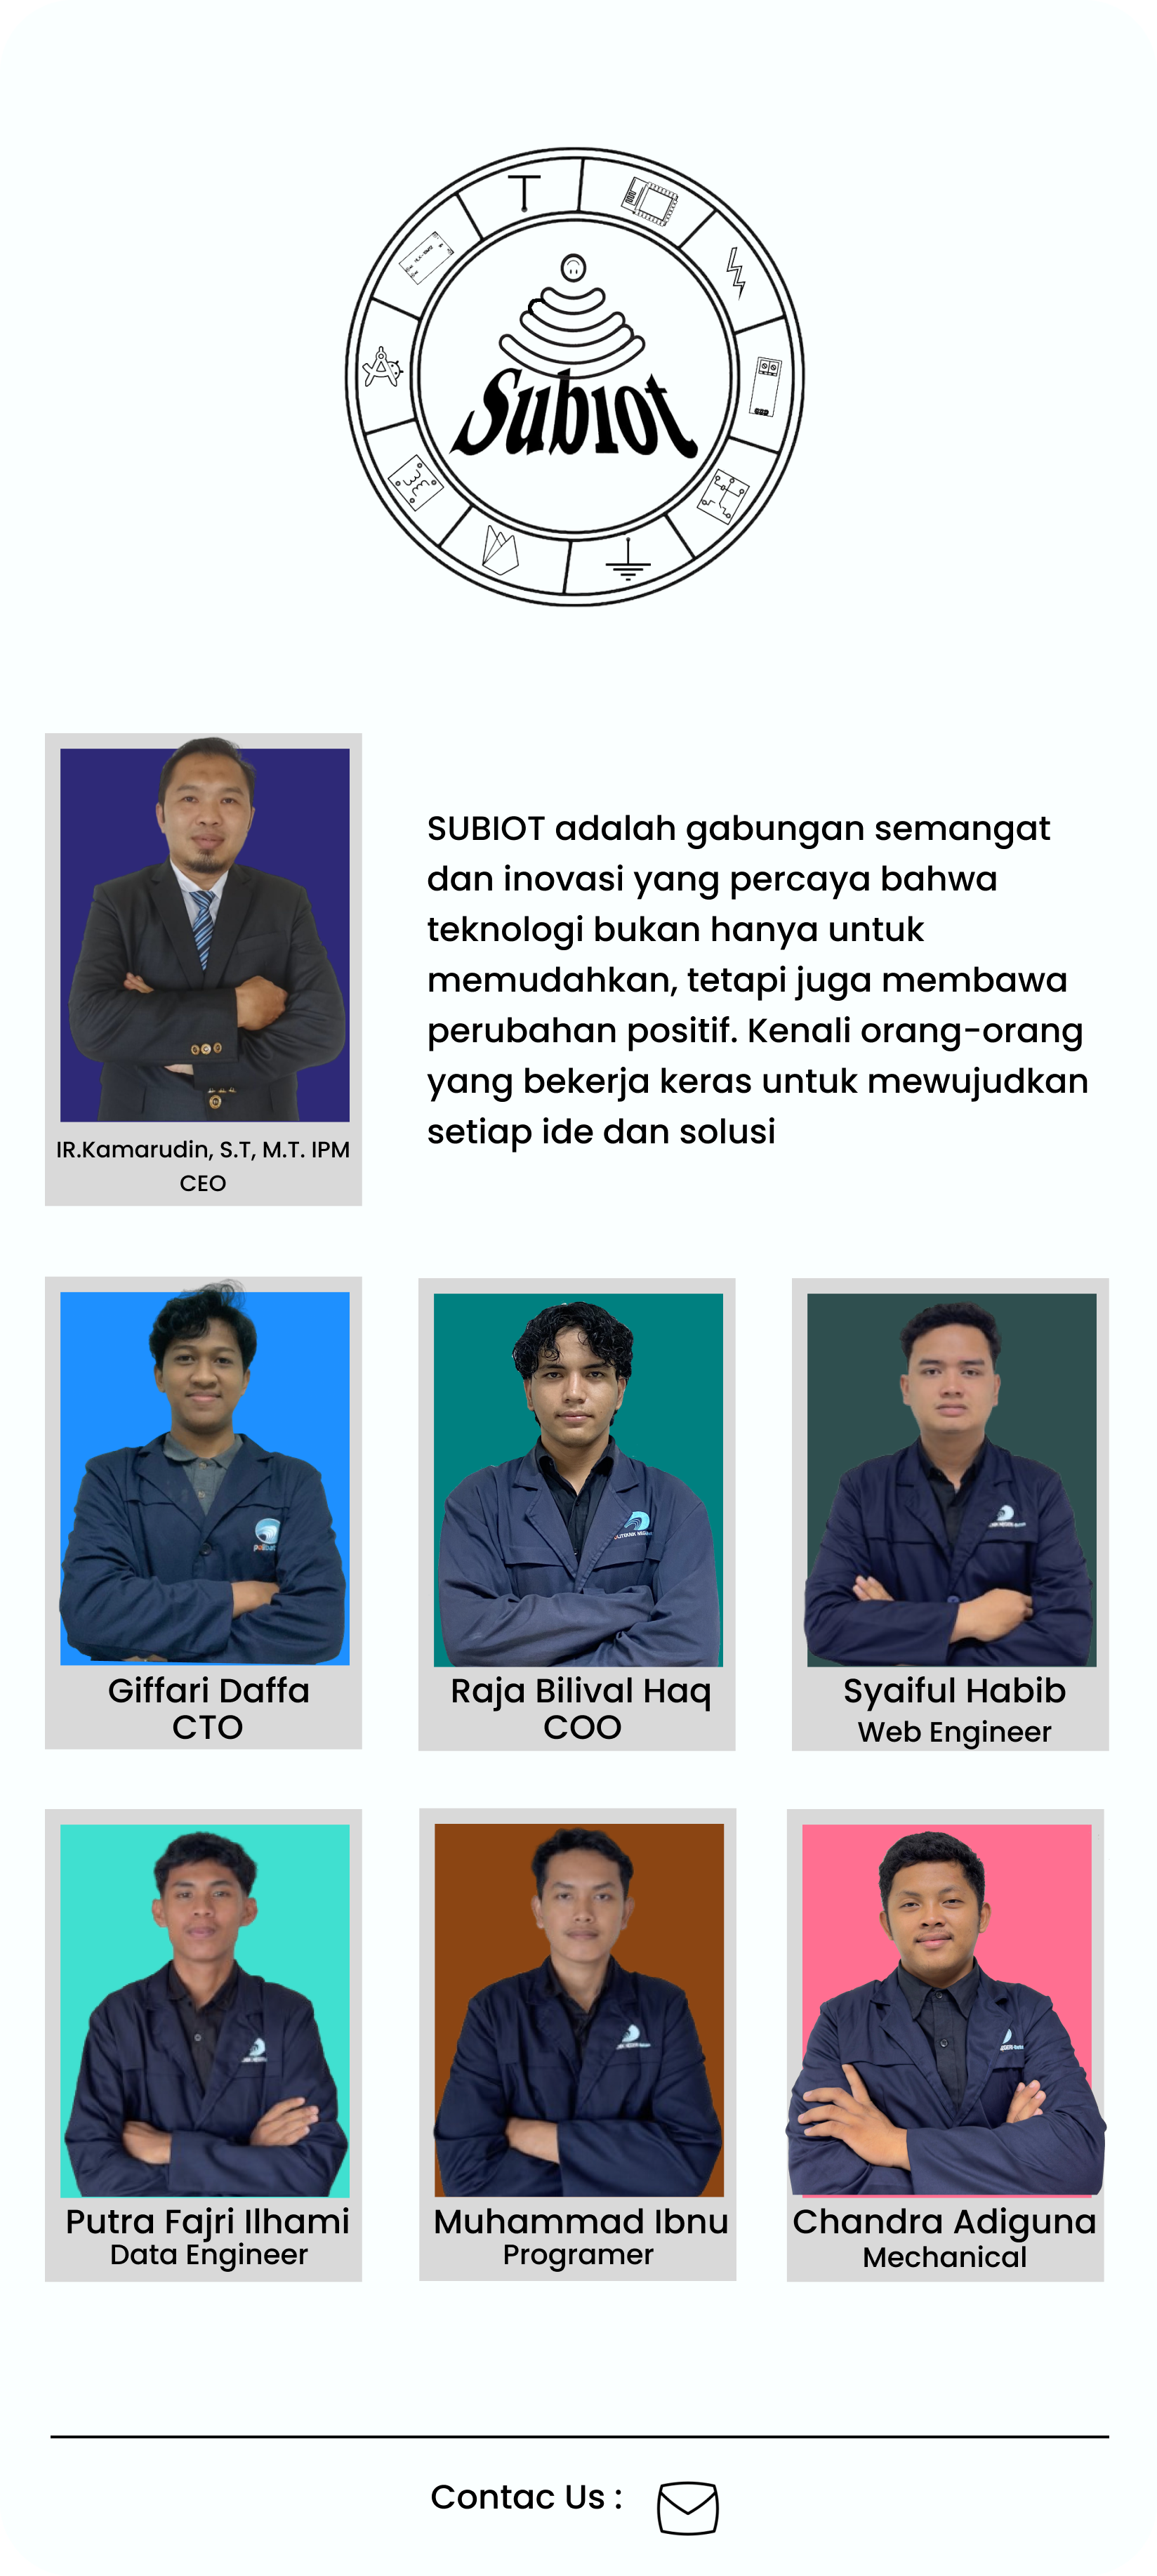 Subiot
SUBIOT adalah gabungan semangat
dan inovasi yang percaya bahwa
teknologi bukan hanya untuk
memudahkan, tetapi juga membawa
perubahan positif. Kenali orang-orang
yang bekerja keras untuk mewujudkan
setiap ide dan solusi
IR.Kamarudin, S.T, M.T. IPM
CEO
Giffari Daffa
CTO
Raja Bilival Haq
COO
Syaiful Habib
Web Engineer
Putra Fajri Ilhami
Data Engineer
Muhammad Ibnu
Programer
Chandra Adiguna
Mechanical
Contac Us :